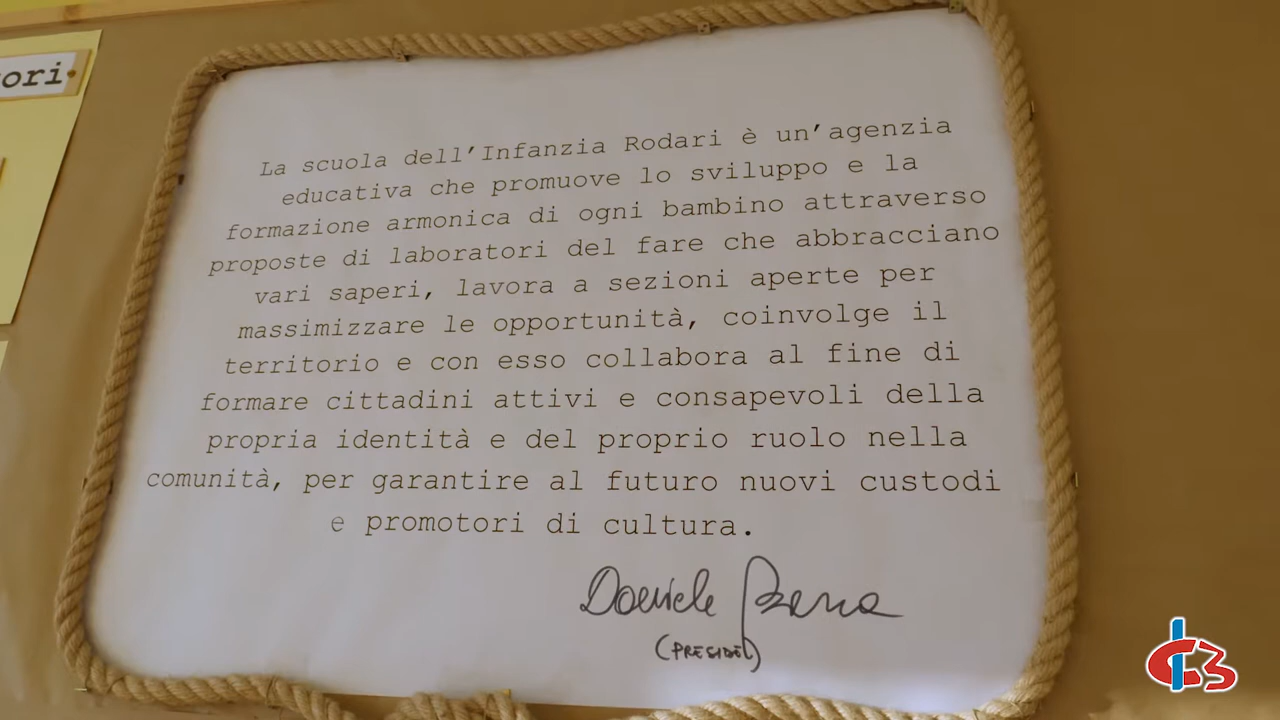 ori
La scuola dell'Infanzia Rodari è un'agenzia
educativa che promuove lo sviluppo e la
formazione armonica di ogni bambino attraverso
proposte di laboratori del fare che abbracciano
vari saperi, lavora a sezioni aperte per
massimizzare le opportunità, coinvolge il
territorio e con esso collabora al fine di
formare cittadini attivi e consapevoli della
propria identità e del proprio ruolo nella
comunità, per garantire al futuro nuovi custodi
e promotori di cultura.
Daniele